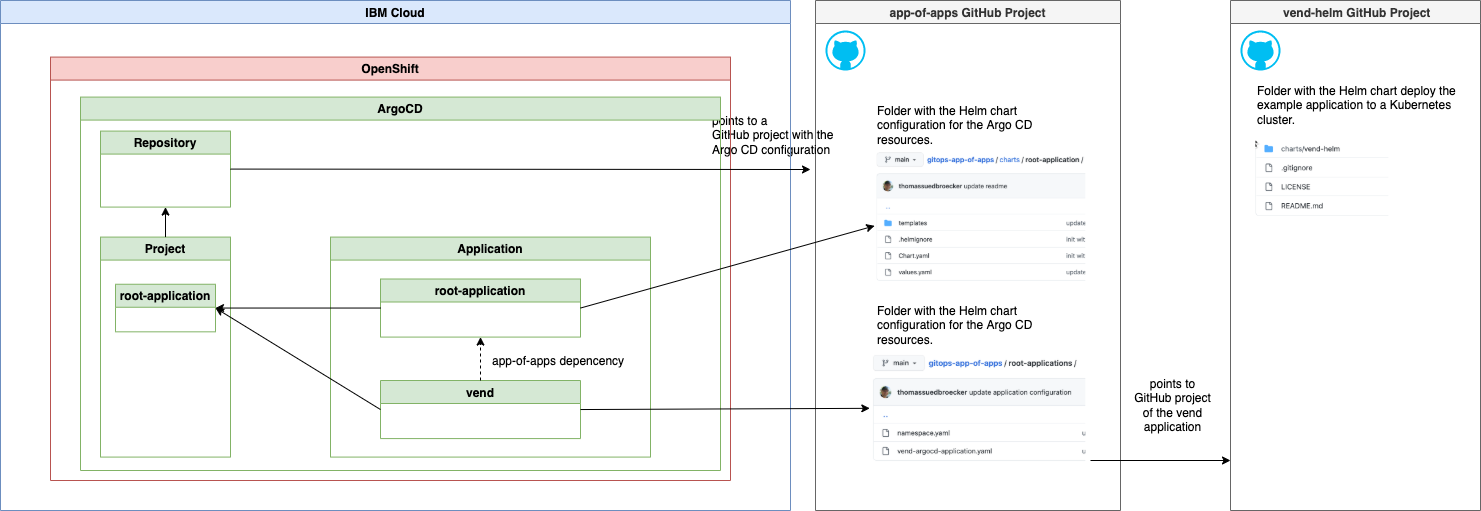 IBM Cloud
OpenShift
ArgoCD
Repository
points to a
GitHub project with the
Argo CD configuration
Project
root-application
Application
root-application
app-of-apps depencency
vend
app-of-apps GitHub Project
Folder with the Helm chart
configuration for the Argo CD
resources.
main
gitops-app-of-apps / charts / root-application /
thomassuedbroecker update readme
..
templates update
.helmignore init wit
Chart.yaml init wit
values.yaml update
Folder with the Helm chart
configuration for the Argo CD
resources.
main
gitops-app-of-apps / root-applications /
thomassuedbroecker update application configuration
..
namespace.yaml u
vend-argocd-application.yaml u
points to
GitHub project
of the vend
application
vend-helm GitHub Project
Folder with the Helm chart deploy the
example application to a Kubernetes
cluster.
charts/vend-helm
.gitignore
LICENSE
README.md